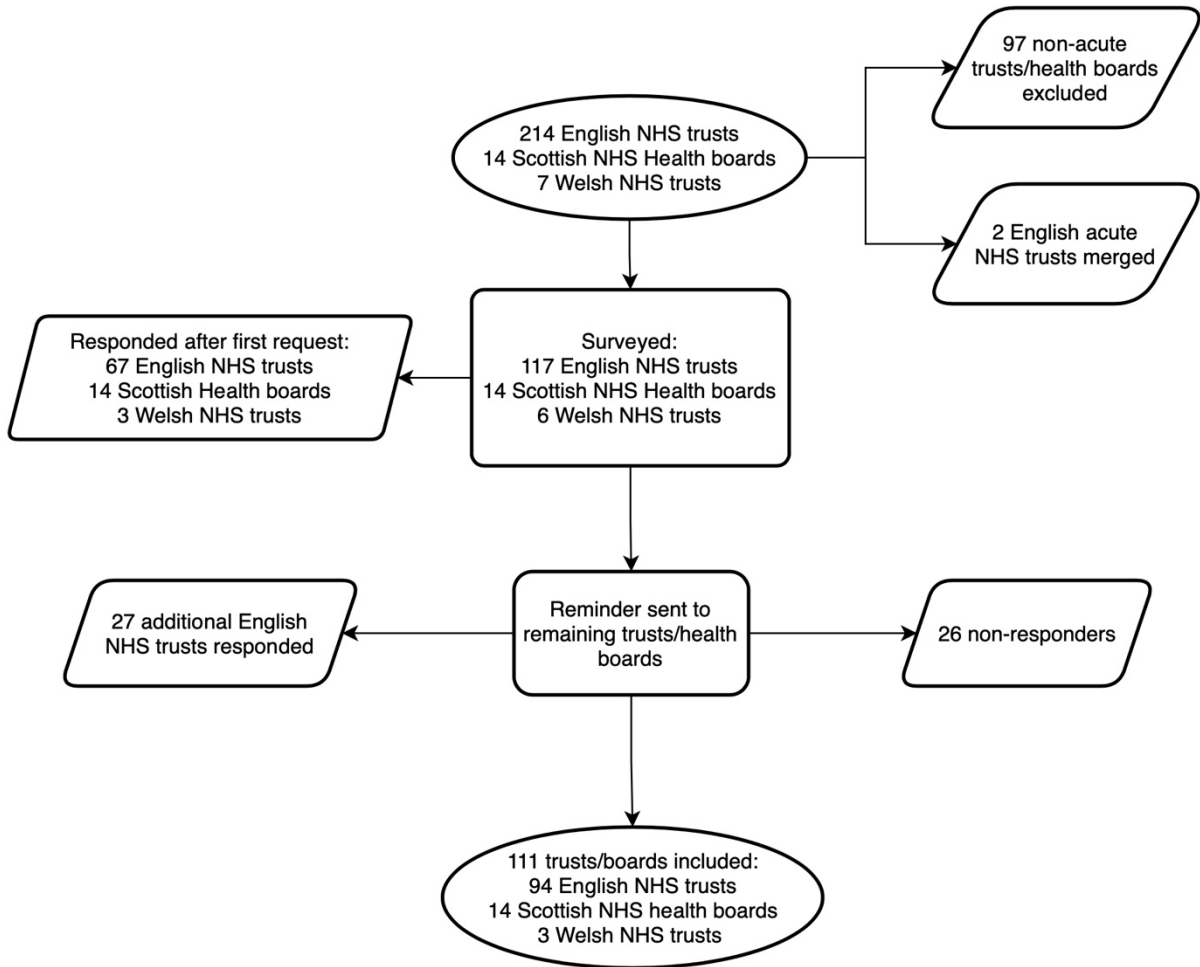 97 non-acute
trusts/health boards
excluded
214 English NHS trusts
14 Scottish NHS Health boards
7 Welsh NHS trusts
2 English acute
NHS trusts merged
Responded after first request:
67 English NHS trusts
14 Scottish Health boards
3 Welsh NHS trusts
Surveyed:
117 English NHS trusts
14 Scottish NHS Health boards
6 Welsh NHS trusts
27 additional English
NHS trusts responded
Reminder sent to
remaining trusts/health
boards
26 non-responders
111 trusts/boards included:
94 English NHS trusts
14 Scottish NHS health boards
3 Welsh NHS trusts